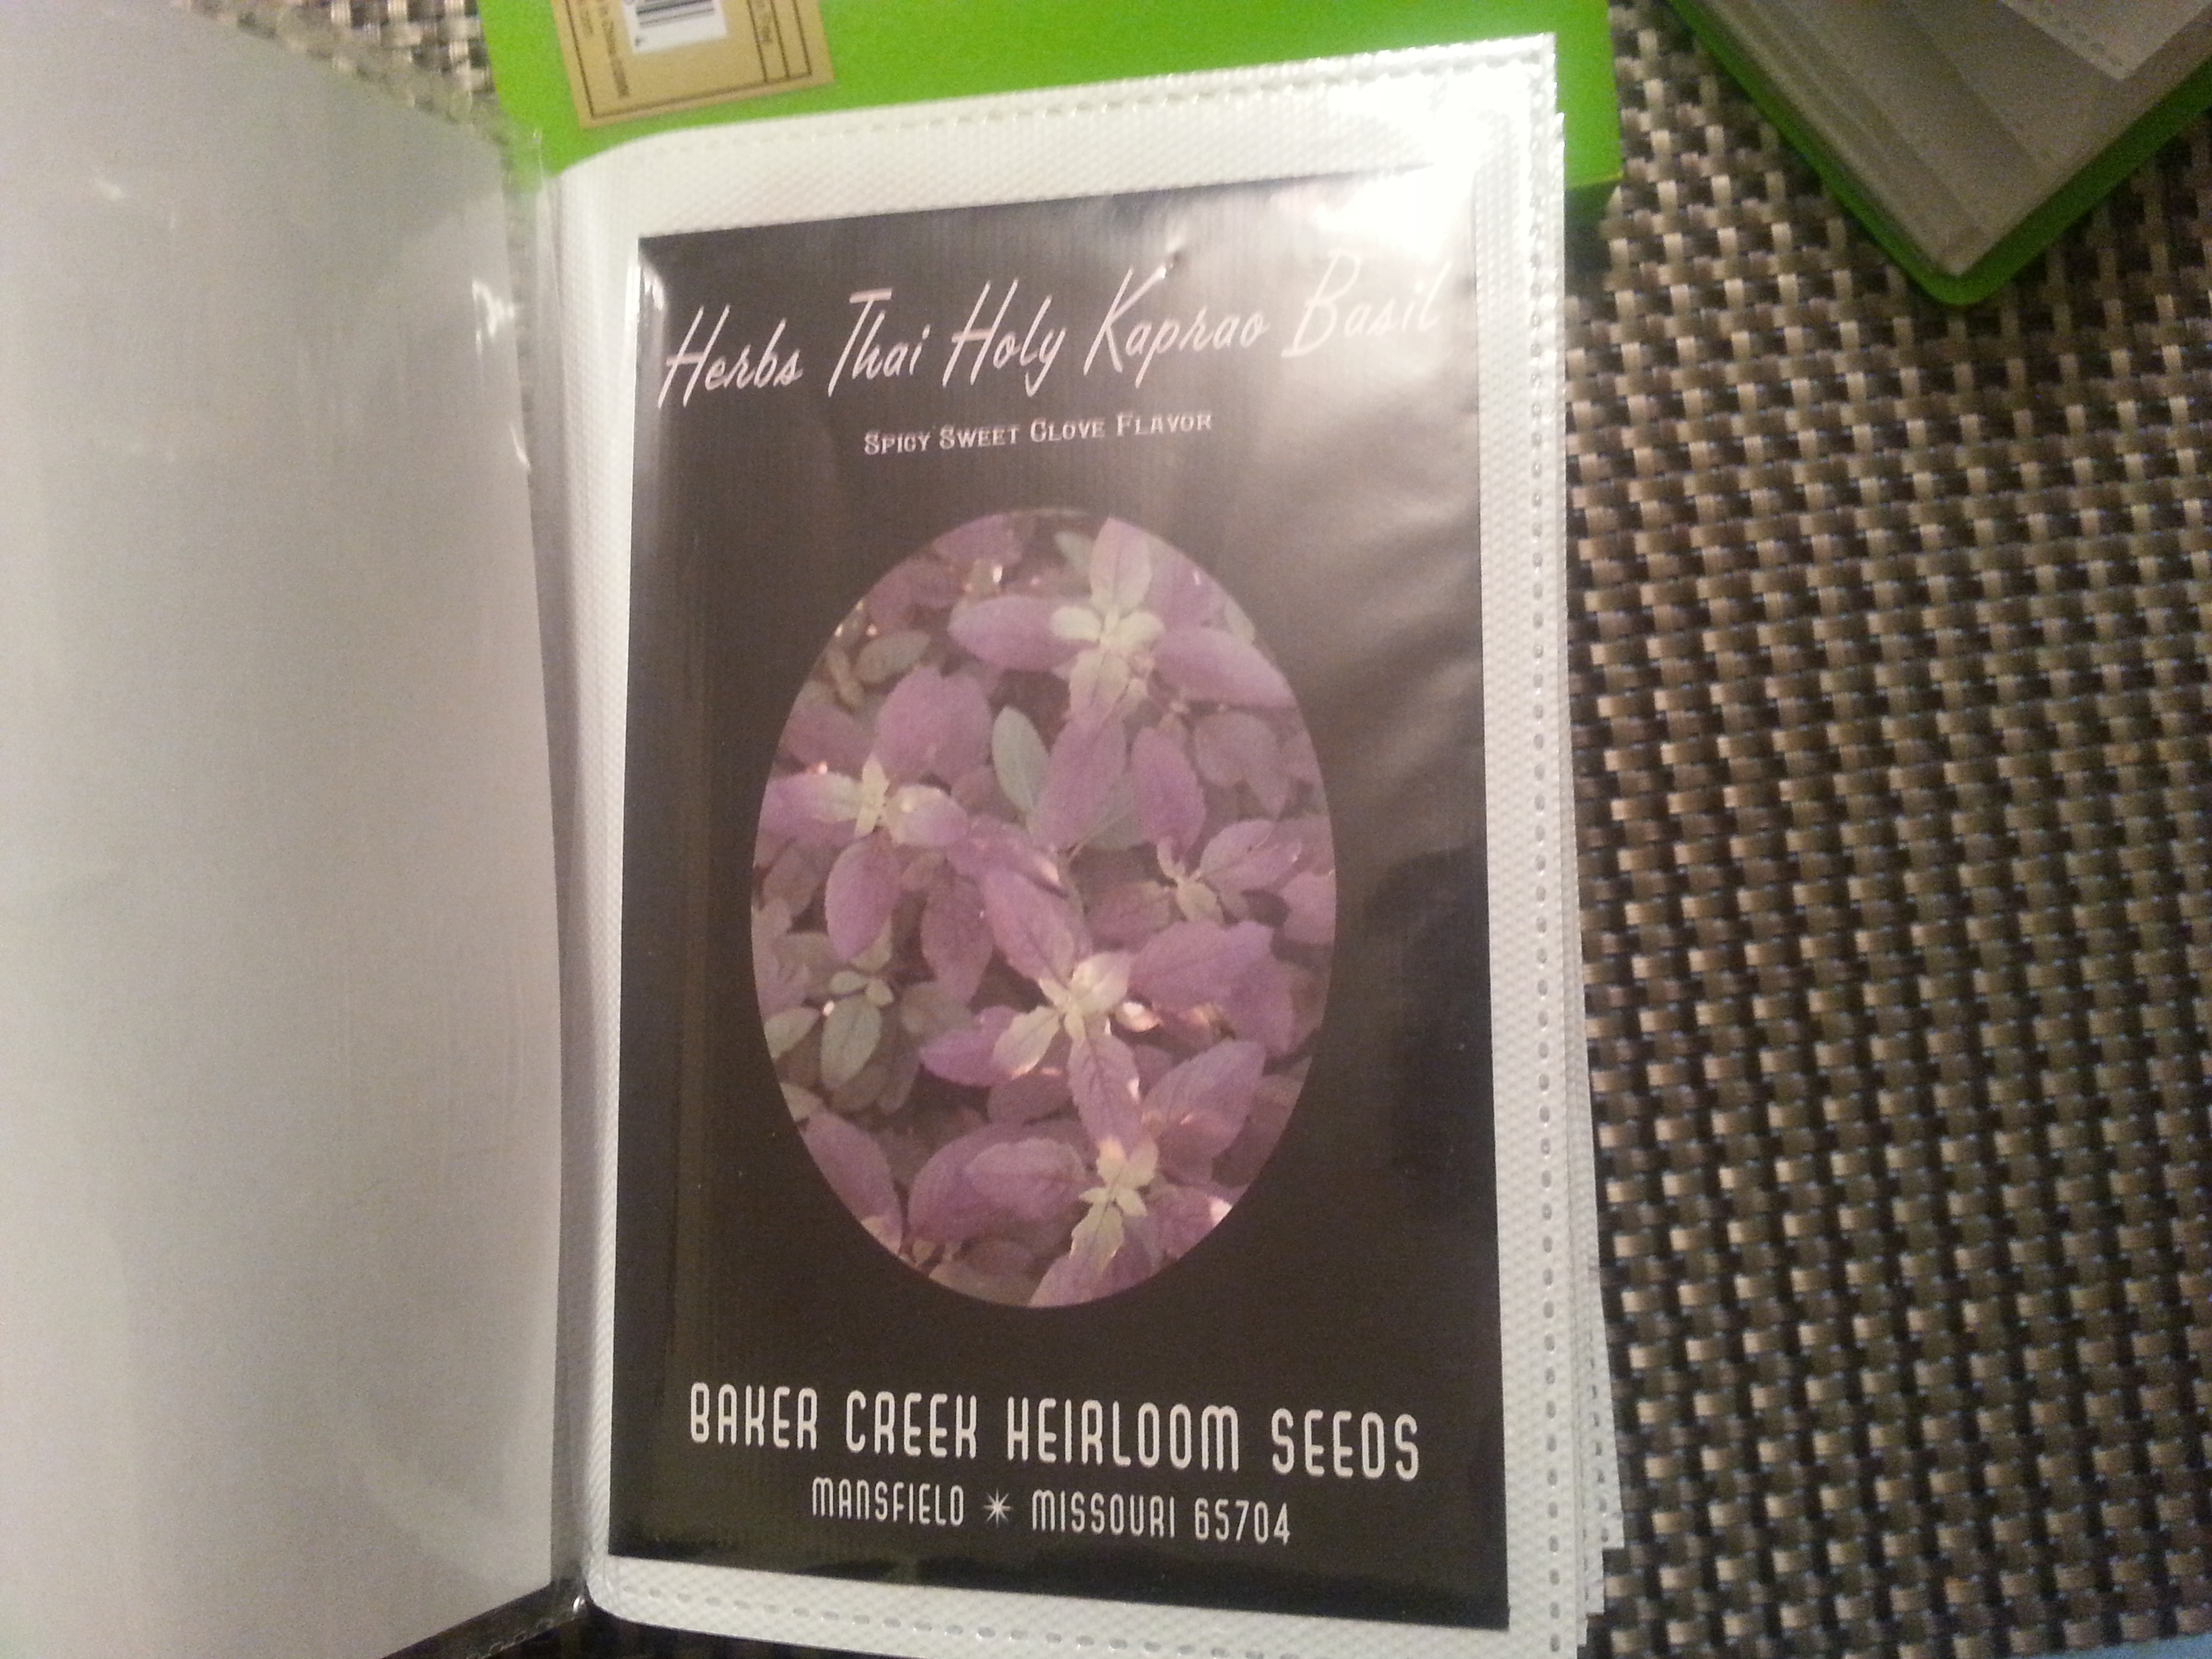 Herbs Thai Holy Kaprao Basil
Spicy Sweet Clove Flavor
BAKER CREEK HEIRLOOM SEEDS
MANSFIELD * MISSOURI 65704